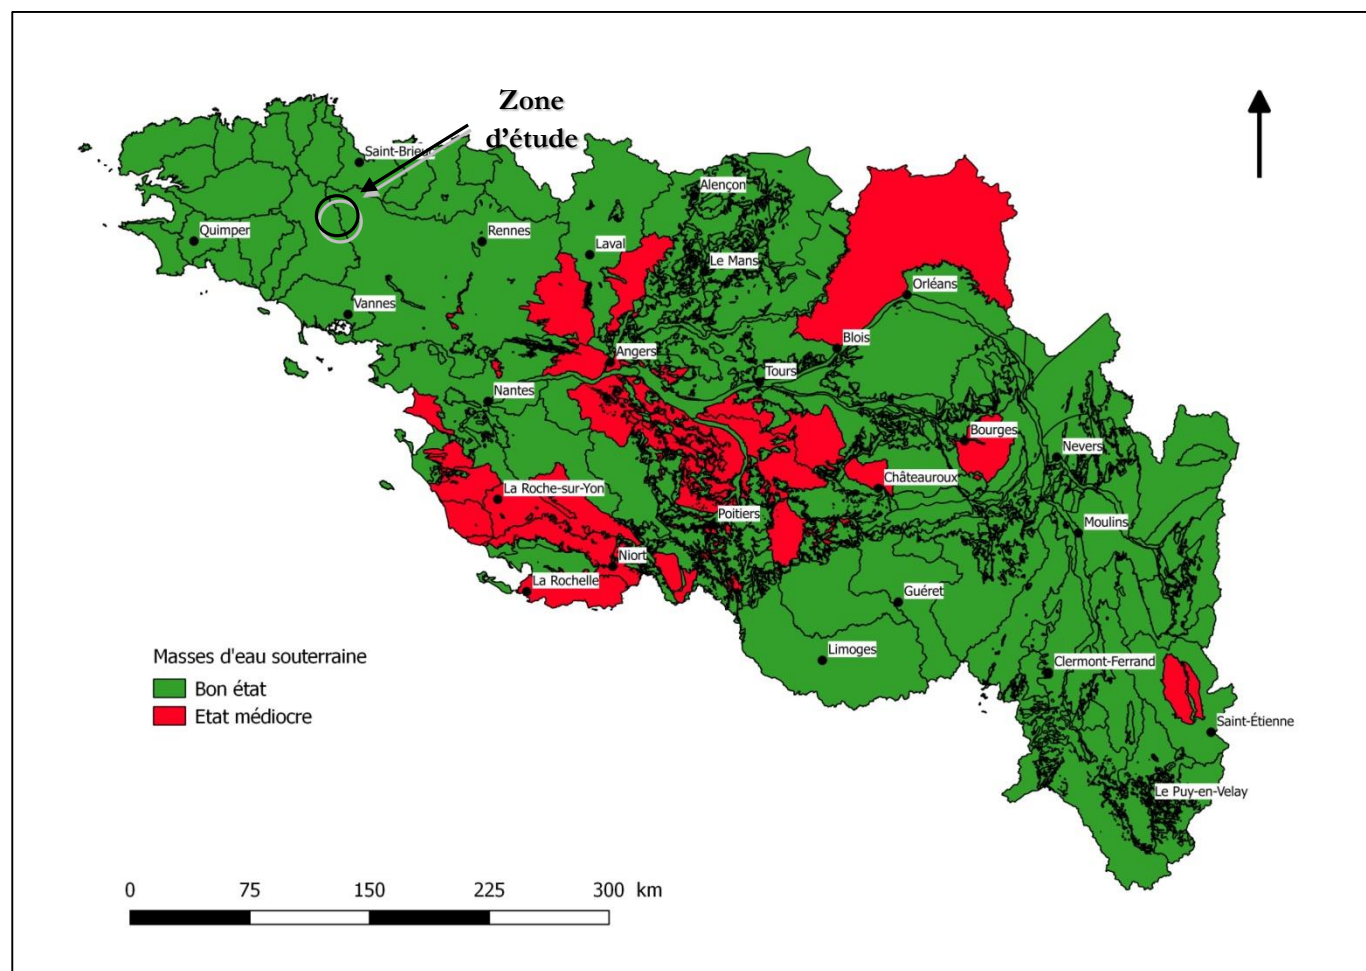 Zone
d'étude
Saint-Brieuc
Alençon
Quimper
Rennes
Laval
Le Mans
Orléans
Vannes
Blois
Angers
Tours
Nantes
Bourges
Nevers
Châteauroux
La Roche-sur-Yon
Poitiers
Moulins
Niort
La Rochelle
Guéret
Limoges
Clermont-Ferrand
Saint-Étienne
Le Puy-en-Velay
Masses d'eau souterraine
Bon état
Etat médiocre
0 75 150 225 300 km